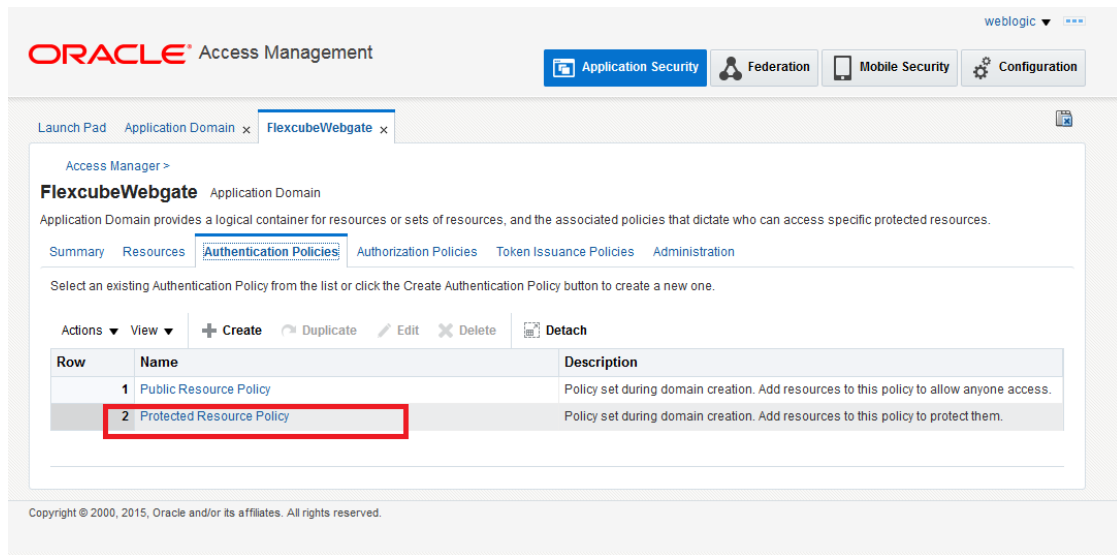 weblogic
ORACLE Access Management
Application Security Federation Mobile Security Configuration
Launch Pad Application Domain x FlexcubeWebgate x
Access Manager >
FlexcubeWebgate Application Domain
Application Domain provides a logical container for resources or sets of resources, and the associated policies that dictate who can access specific protected resources.
Summary Resources Authentication Policies Authorization Policies Token Issuance Policies Administration
Select an existing Authentication Policy from the list or click the Create Authentication Policy button to create a new one.
Actions View Create Duplicate Edit Delete Detach
Row Name Description
1 Public Resource Policy Policy set during domain creation. Add resources to this policy to allow anyone access.
2 Protected Resource Policy Policy set during domain creation. Add resources to this policy to protect them.
Copyright © 2000, 2015, Oracle and/or its affiliates. All rights reserved.